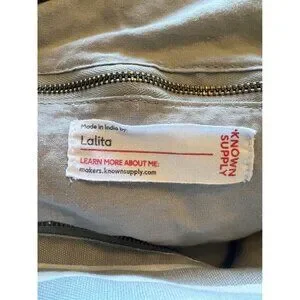 Made in India by:
Lalita
LEARN MORE ABOUT ME:
makers.knownsupply.com
KNOWN
SUPPLY